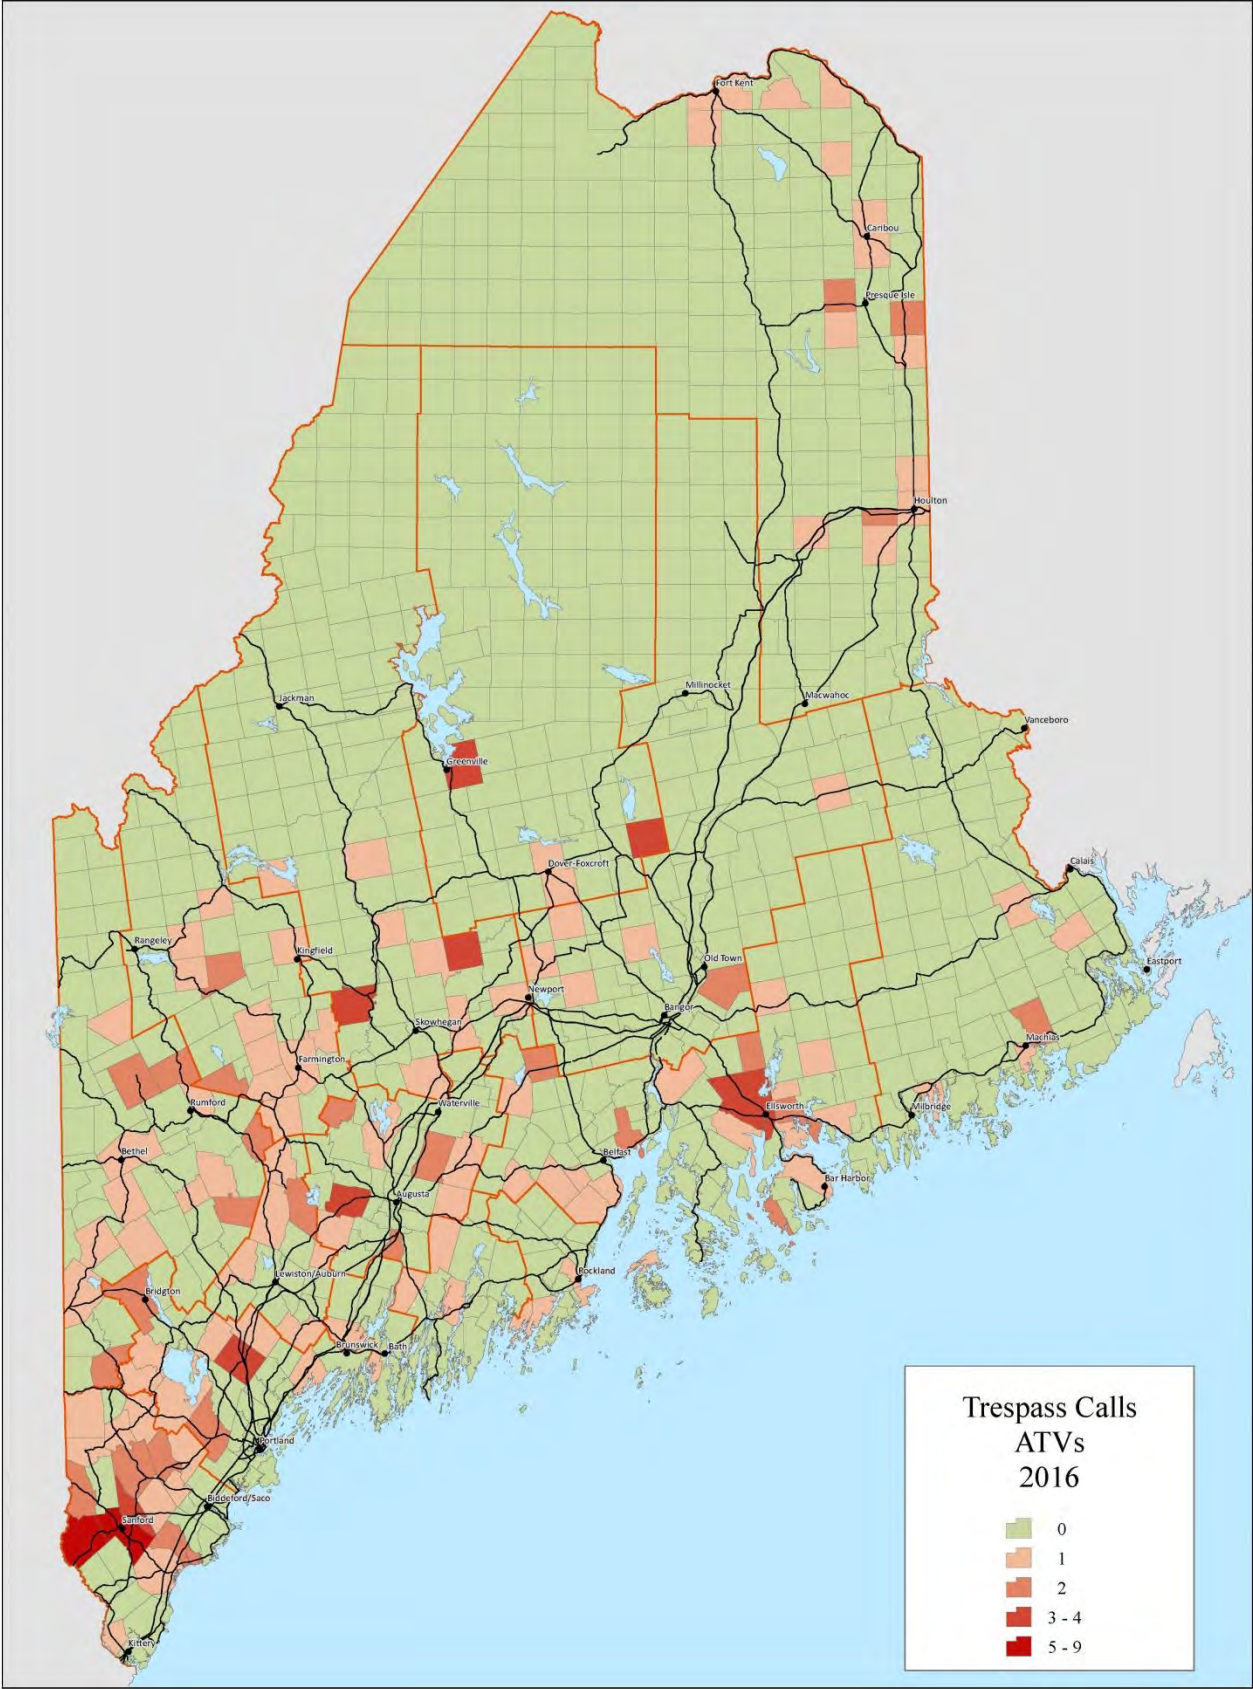 Fort Kent
Caribou
Presque Isle
Houlton
Millinocket
Macwahoc
Jackman
Vanceboro
Greenville
Dover-Foxcroft
Calais
Rangeley
Kingfield
Old Town
Eastport
Newport
Bangor
Skowhegan
Machias
Farmington
Rumford
Waterville
Ellsworth
Milbridge
Bethel
Belfast
Bar Harbor
Augusta
Rockland
Lewiston/Auburn
Bridgton
Brunswick
Bath
Portland
Biddeford/Saco
Sanford
Kittery
Trespass Calls
ATVs
2016
0
1
2
3 - 4
5 - 9